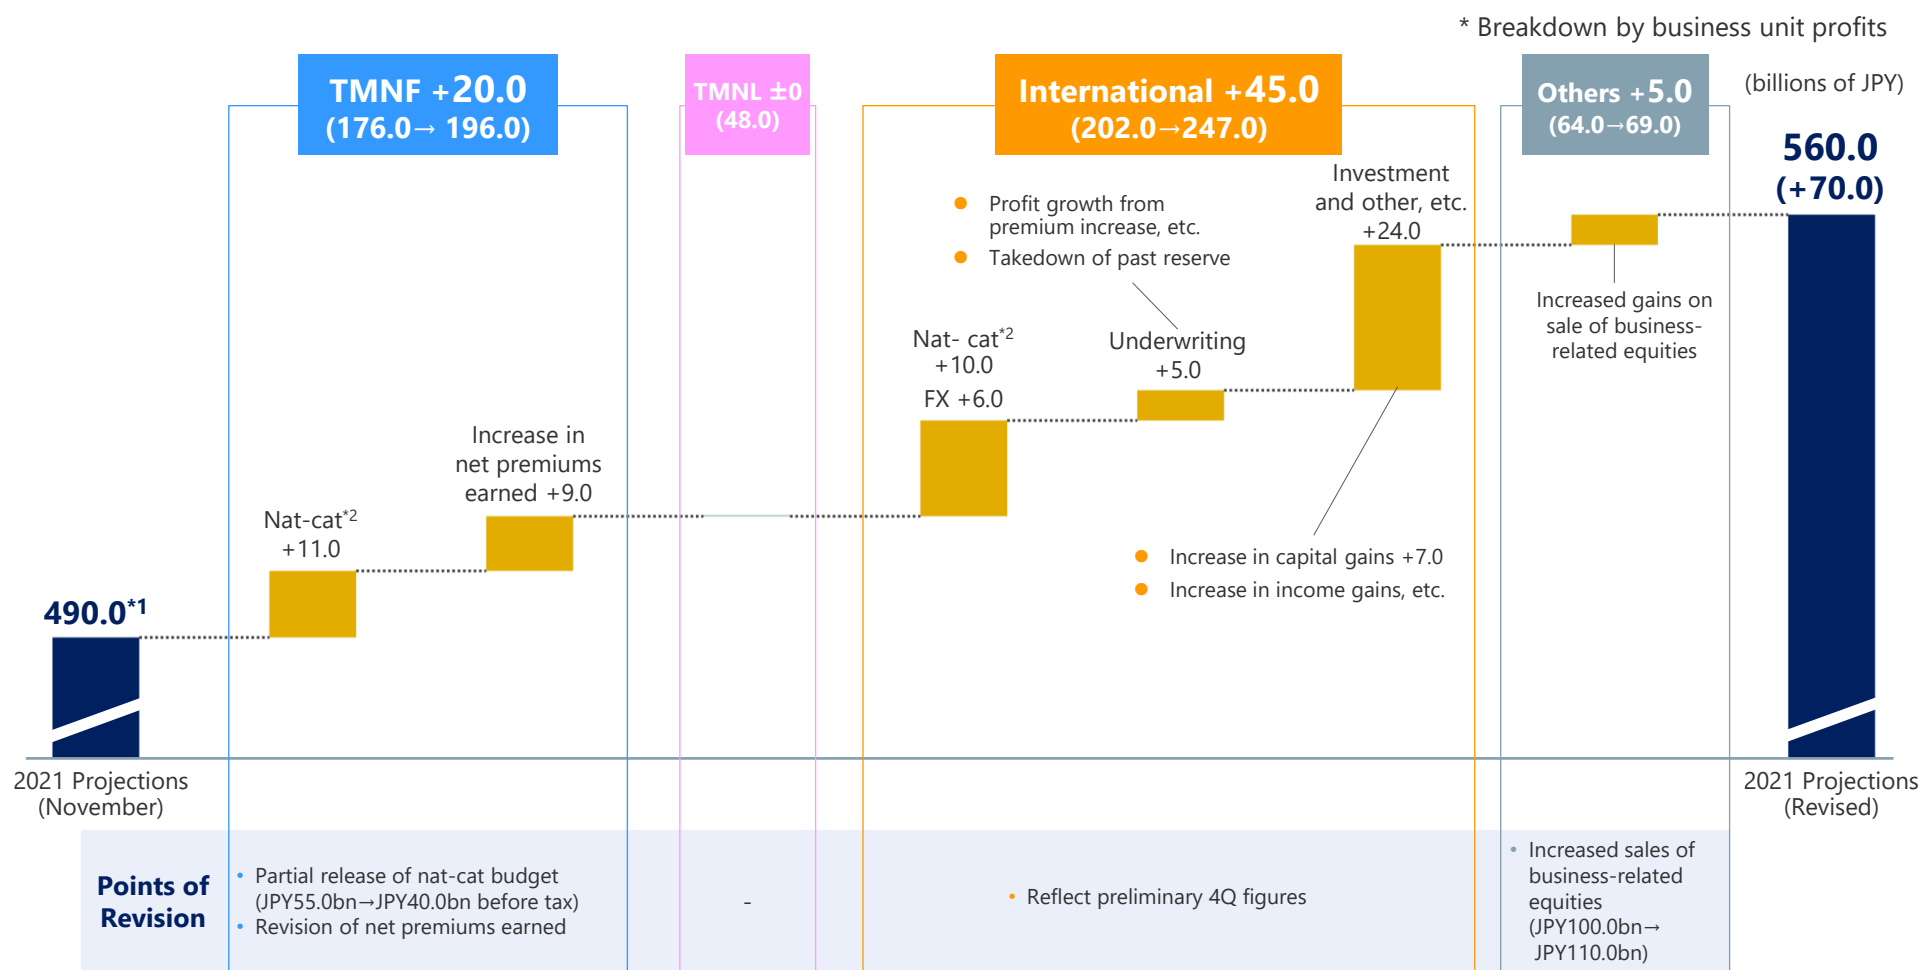 * Breakdown by business unit profits
(billions of JPY)
TMNF +20.0
(176.0→ 196.0)
TMNL ±0
(48.0)
International +45.0
(202.0→247.0)
Others +5.0
(64.0→69.0)
560.0
(+70.0)
Investment
and other, etc.
+24.0
● Profit growth from
premium increase, etc.
● Takedown of past reserve
Increased gains on
sale of business-
related equities
Nat- cat*2
+10.0
FX +6.0
Underwriting
+5.0
Increase in
net premiums
earned +9.0
Nat-cat*2
+11.0
● Increase in capital gains +7.0
● Increase in income gains, etc.
490.0*1
2021 Projections
(November)
2021 Projections
(Revised)
Points of
Revision
• Partial release of nat-cat budget
(JPY55.0bn→JPY40.0bn before tax)
• Revision of net premiums earned
-
• Reflect preliminary 4Q figures
• Increased sales of
business-related
equities
(JPY100.0bn→
JPY110.0bn)